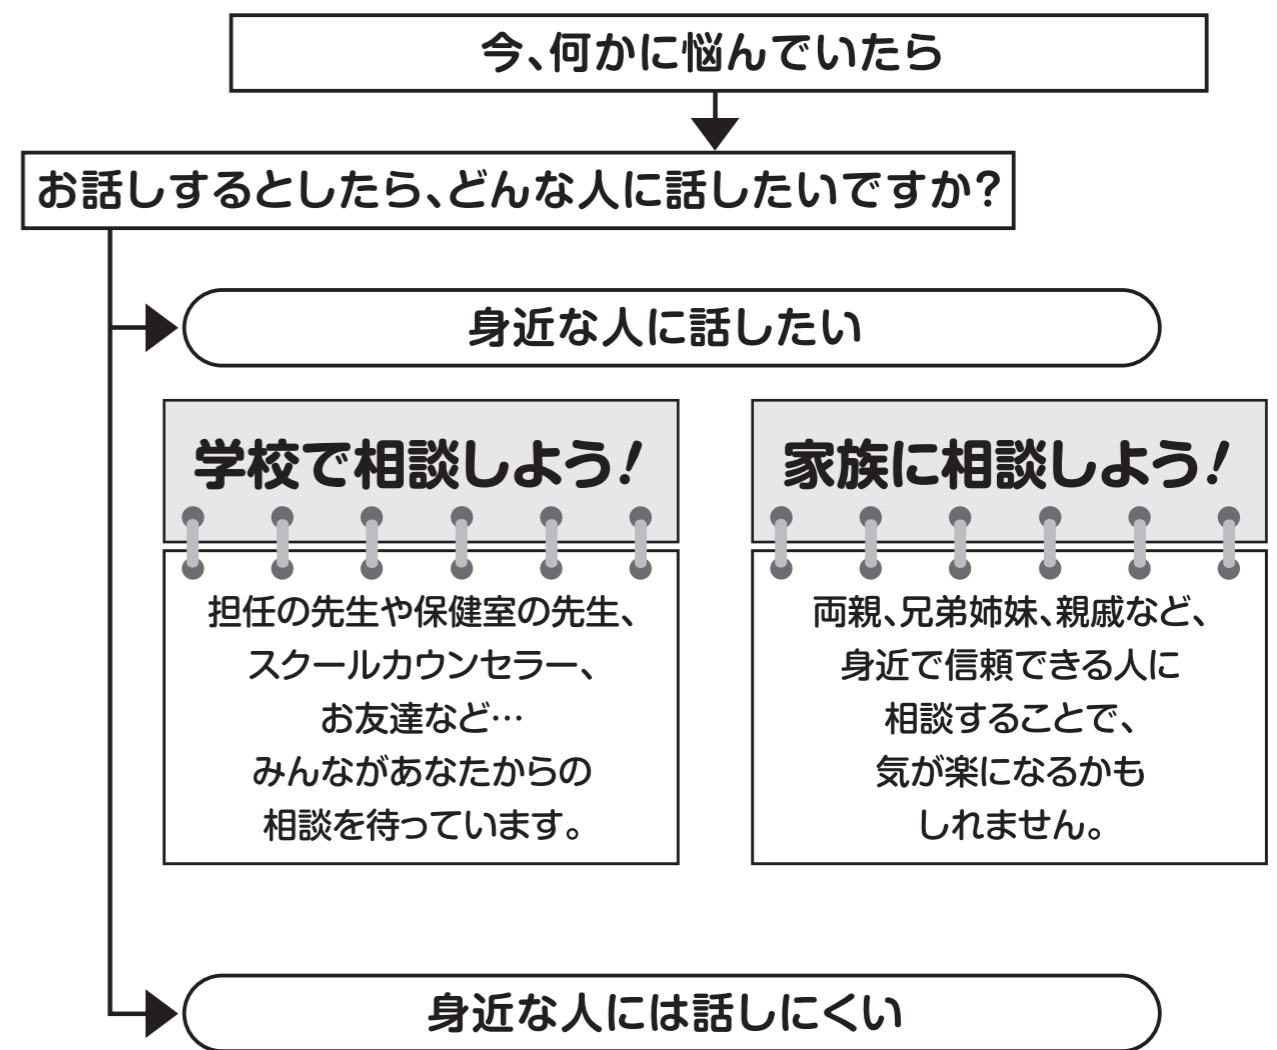 今、何かに悩んでいたら
お話しするとしたら、どんな人に話したいですか?
身近な人に話したい
学校で相談しよう!
担任の先生や保健室の先生、
スクールカウンセラー、
お友達など…
みんながあなたからの
相談を待っています。
家族に相談しよう!
両親、兄弟姉妹、親戚など、
身近で信頼できる人に
相談することで、
気が楽になるかも
しれません。
身近な人には話しにくい